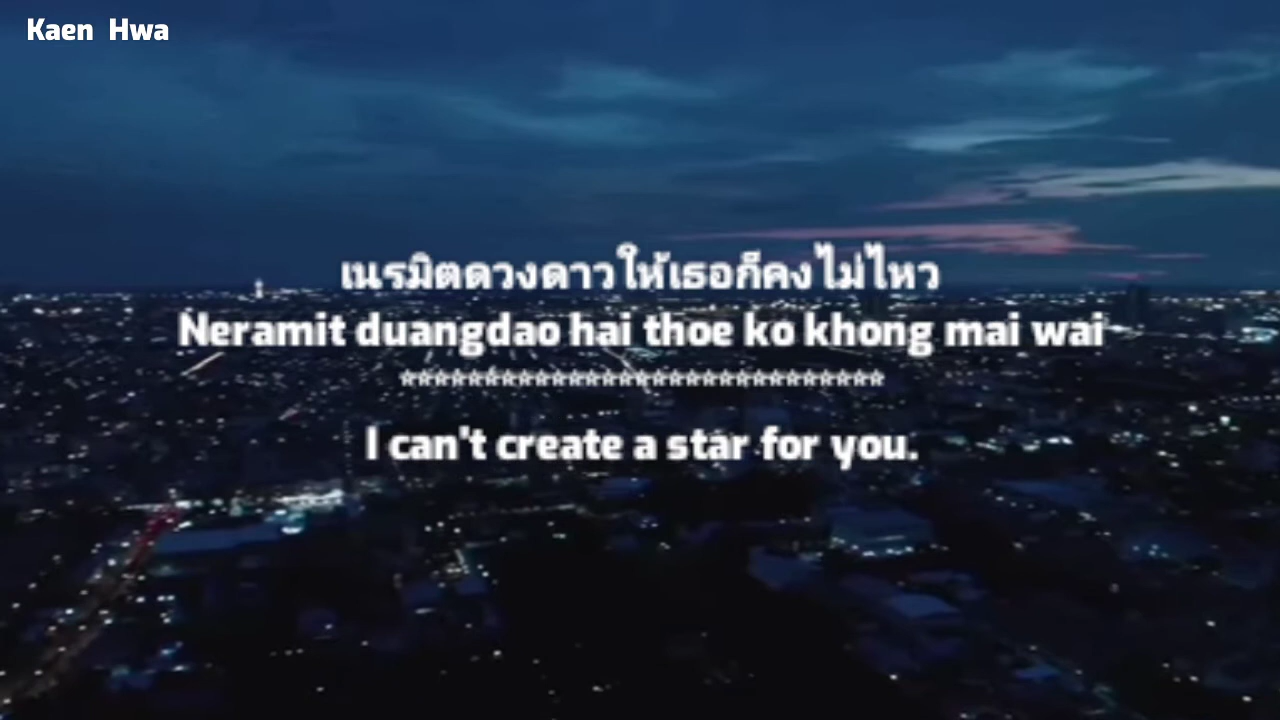 Kaen Hwa
เนรมิตดวงดาวให้เธอก็คงไม่ไหว
Neramit duangdao hai thoe ko khong mai wai
*****************************
I can't create a star for you.